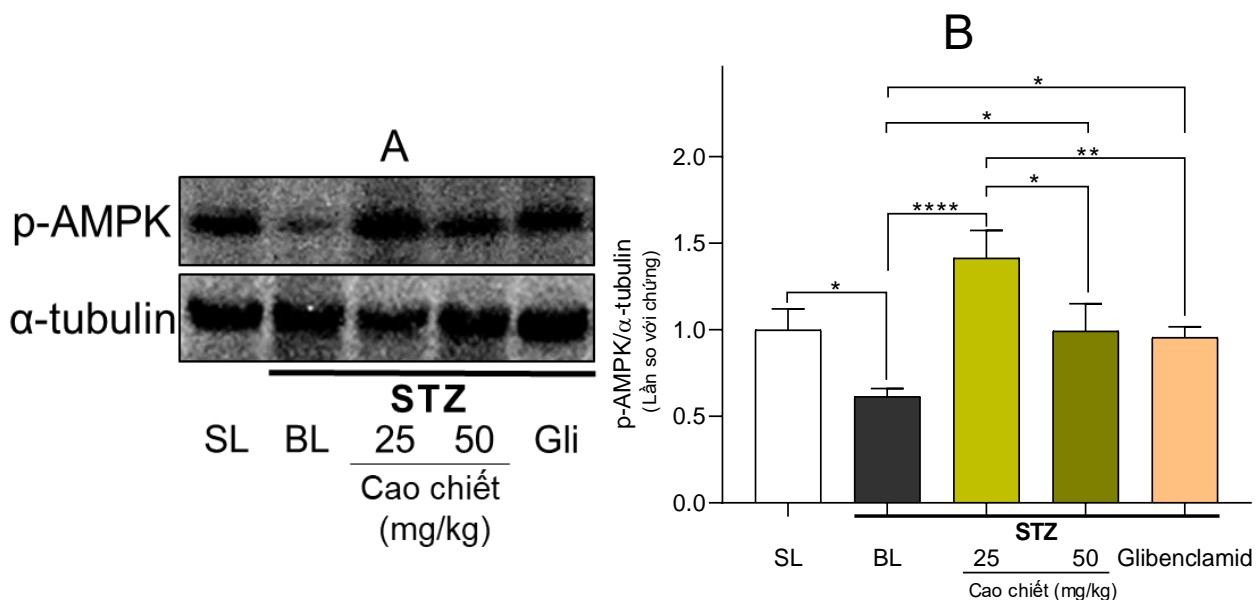 A
p-AMPK
α-tubulin
STZ
SL BL 25 50 Gli
Cao chiết
(mg/kg)
B
p-AMPK/α-tubulin
(Lần so với chứng)
2.0
1.5
1.0
0.5
0.0
*
*
**
*
****
*
STZ
SL BL 25 50 Glibenclamid
Cao chiết (mg/kg)